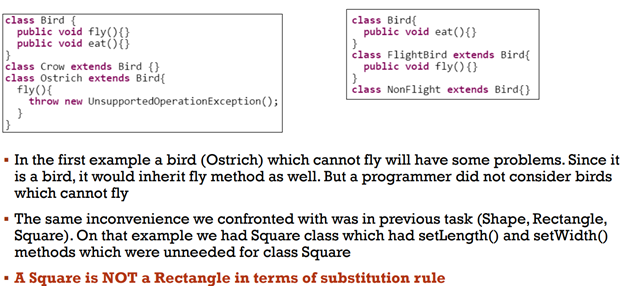 class Bird {
public void fly(){}
public void eat(){}
}
class Crow extends Bird {}
class Ostrich extends Bird{
fly(){
throw new UnsupportedOperationException();
}
}
class Bird{
public void eat(){}
}
class FlightBird extends Bird{
public void fly(){}
}
class NonFlight extends Bird{}
▪ In the first example a bird (Ostrich) which cannot fly will have some problems. Since it
is a bird, it would inherit fly method as well. But a programmer did not consider birds
which cannot fly
▪ The same inconvenience we confronted with was in previous task (Shape, Rectangle,
Square). On that example we had Square class which had setLength() and setWidth()
methods which were unneeded for class Square
▪ A Square is NOT a Rectangle in terms of substitution rule